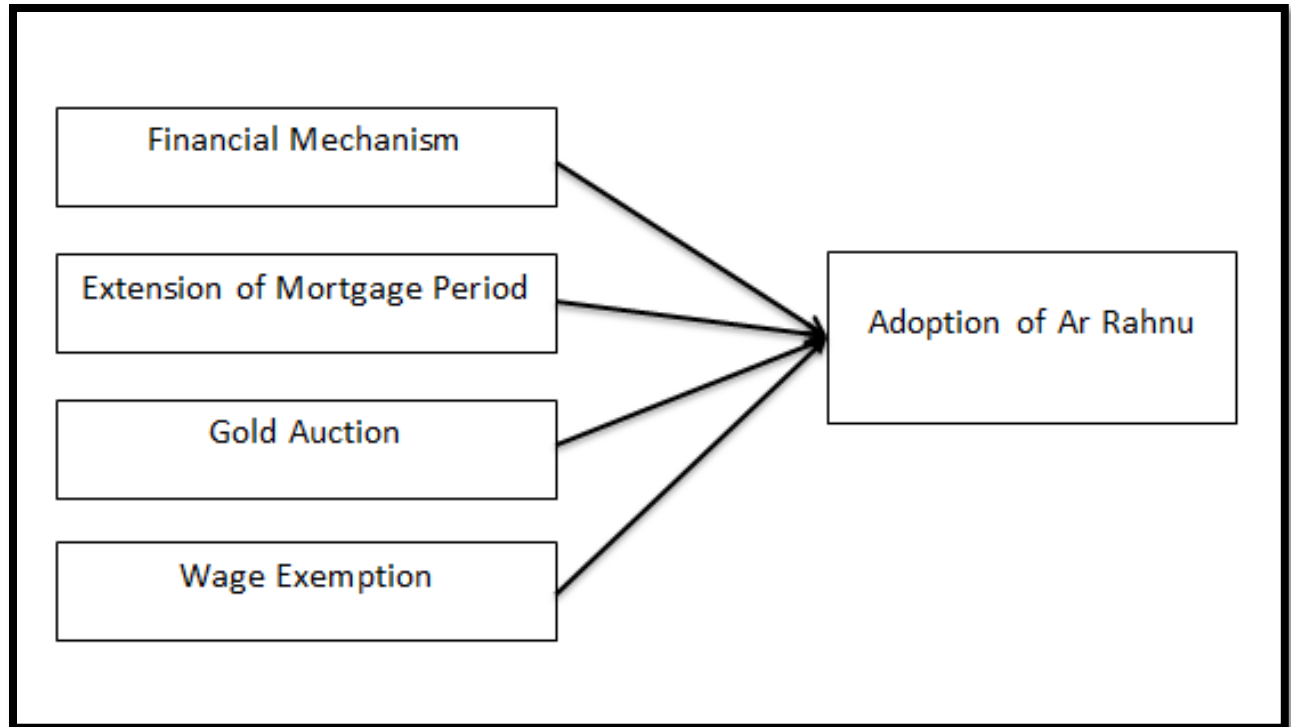 Financial Mechanism
Extension of Mortgage Period
Gold Auction
Wage Exemption
Adoption of Ar Rahnu